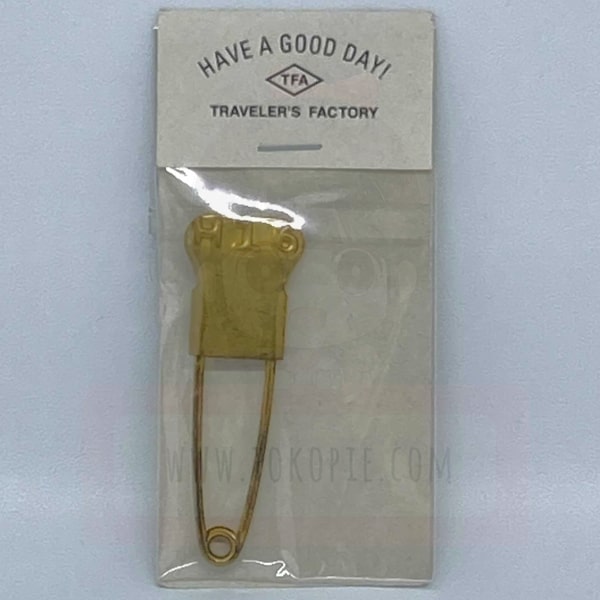 HAVE A GOOD DAY!
TFA
TRAVELER'S FACTORY
H16
WWW.POKOPIE.COM